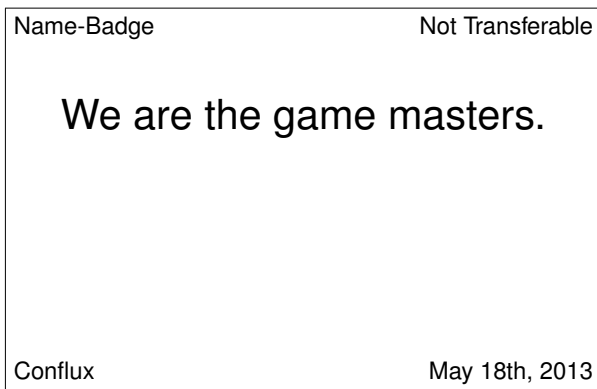 Name-Badge Not Transferable
We are the game masters.
Conflux May 18th, 2013